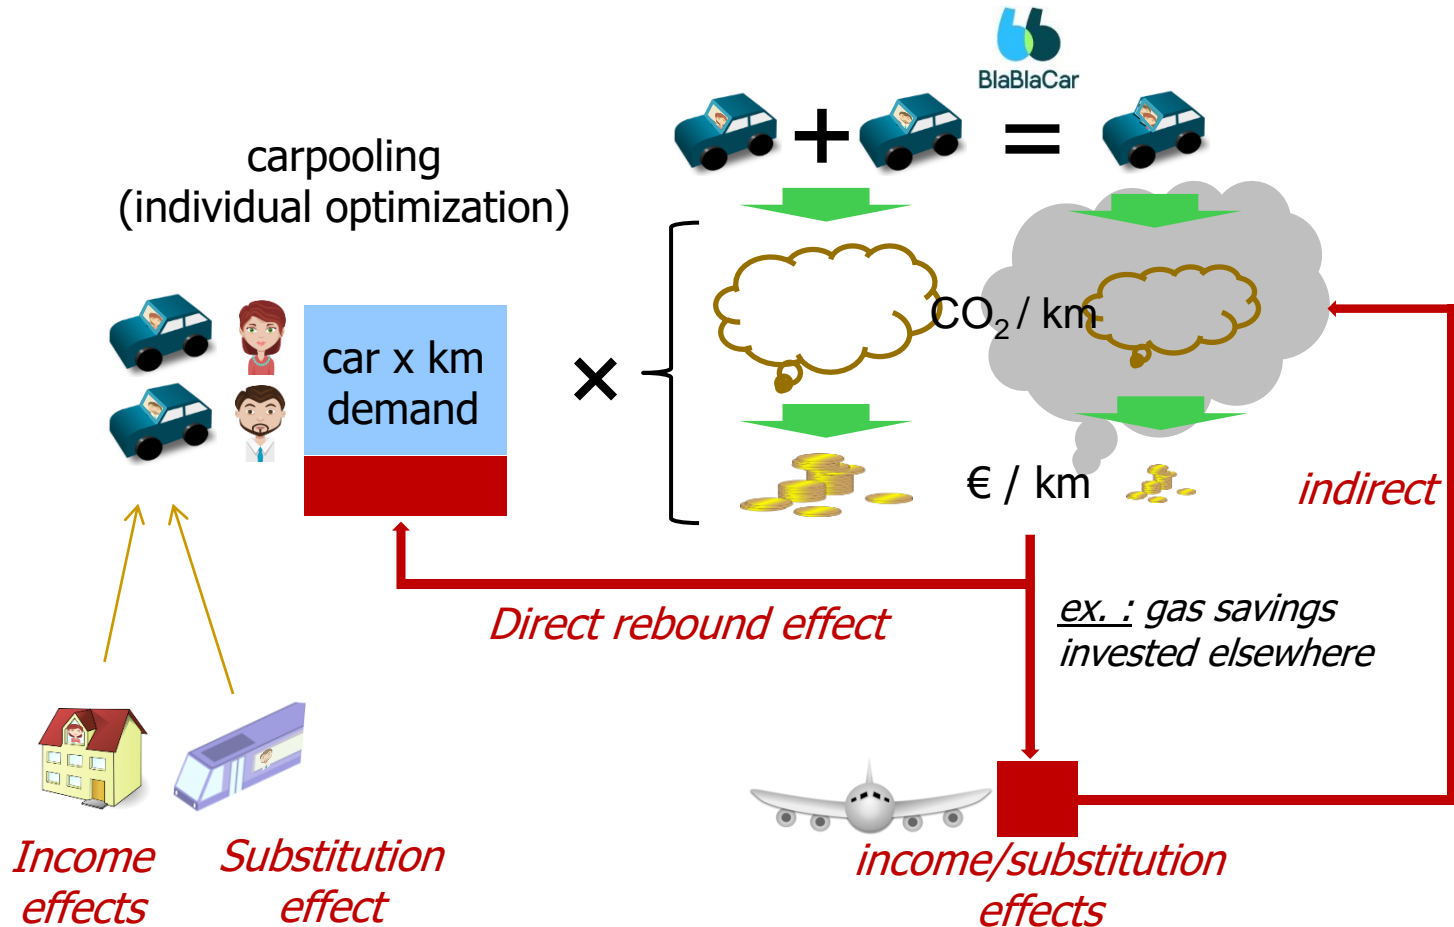 BlaBlaCar
+
=
carpooling
(individual optimization)
car x km
demand
×
CO₂ / km
€ / km
indirect
Direct rebound effect
ex. : gas savings
invested elsewhere
Income
effects
Substitution
effect
income/substitution
effects